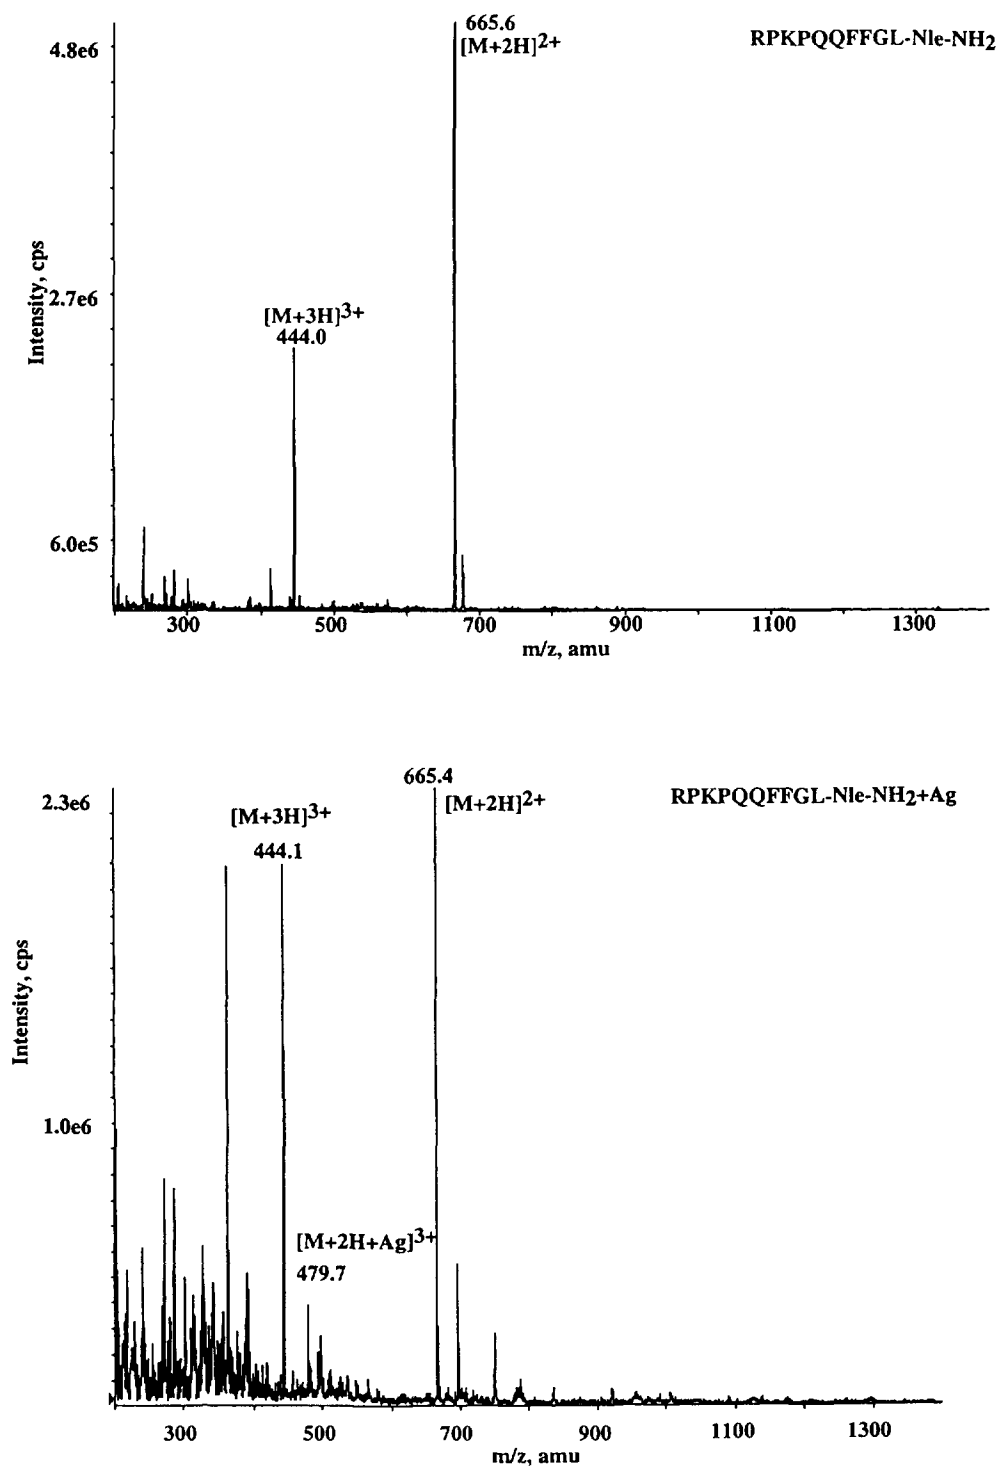 665.6
4.8e6
[M+2H]2+
RPKPQQFFGL-Nle-NH2
Intensity, cps
2.7e6
[M+3H]3+
444.0
6.0e5
300 500 700 900 1100 1300
m/z, amu
665.4
2.3e6
[M+3H]3+
[M+2H]2+
RPKPQQFFGL-Nle-NH2+Ag
444.1
Intensity, cps
1.0e6
[M+2H+Ag]3+
479.7
300 500 700 900 1100 1300
m/z, amu